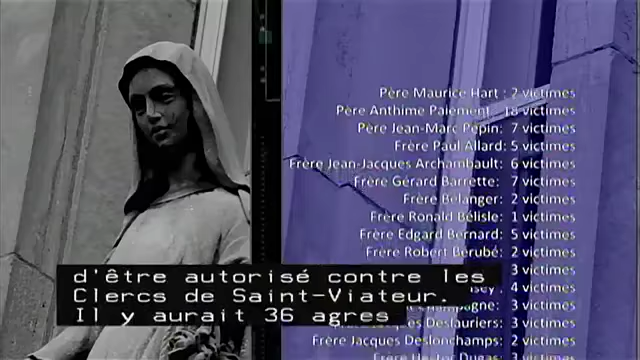 Père Maurice Hart : 2 victimes
Père Anthime Paiement 18 victimes
Père Jean-Marc Pépin: 7 victimes
Frère Paul Allard: 5 victimes
Frère Jean-Jacques Archambault: 6 victimes
Frère Gérard Barrette: 7 victimes
Frère Bélanger: 2 victimes
Frère Ronald Bélisle: 1 victimes
Frère Edgard Bernard: 5 victimes
Frère Robert Bérubé: 2 victimes
3 victimes
4 victimes
3 victimes
Deslauriers: 3 victimes
Frère Jacques Deslonchamps: 2 victimes
d'être autorisé contre les
Clercs de Saint-Viateur.
Il y aurait 36 agres